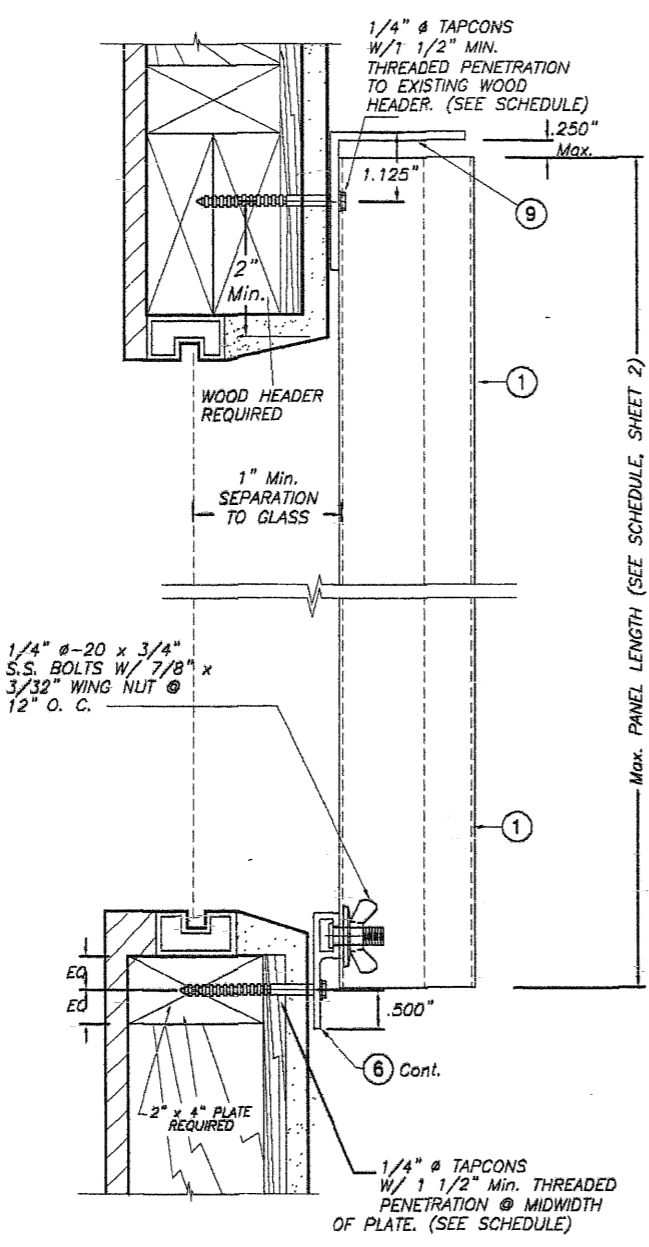 1/4" ø TAPCONS
W/1 1/2" MIN.
THREADED PENETRATION
TO EXISTING WOOD
HEADER. (SEE SCHEDULE)
.250"
Max.
1.125"
9
2"
Min.
1
WOOD HEADER
REQUIRED
1" Min.
SEPARATION
TO GLASS
Max. PANEL LENGTH (SEE SCHEDULE, SHEET 2)
1/4" ø-20 x 3/4"
S.S. BOLTS W/ 7/8" x
3/32" WING NUT @
12" O. C.
1
EQ
EQ
.500"
6 Cont.
2" x 4" PLATE
REQUIRED
1/4" ø TAPCONS
W/ 1 1/2" Min. THREADED
PENETRATION @ MIDWIDTH
OF PLATE. (SEE SCHEDULE)